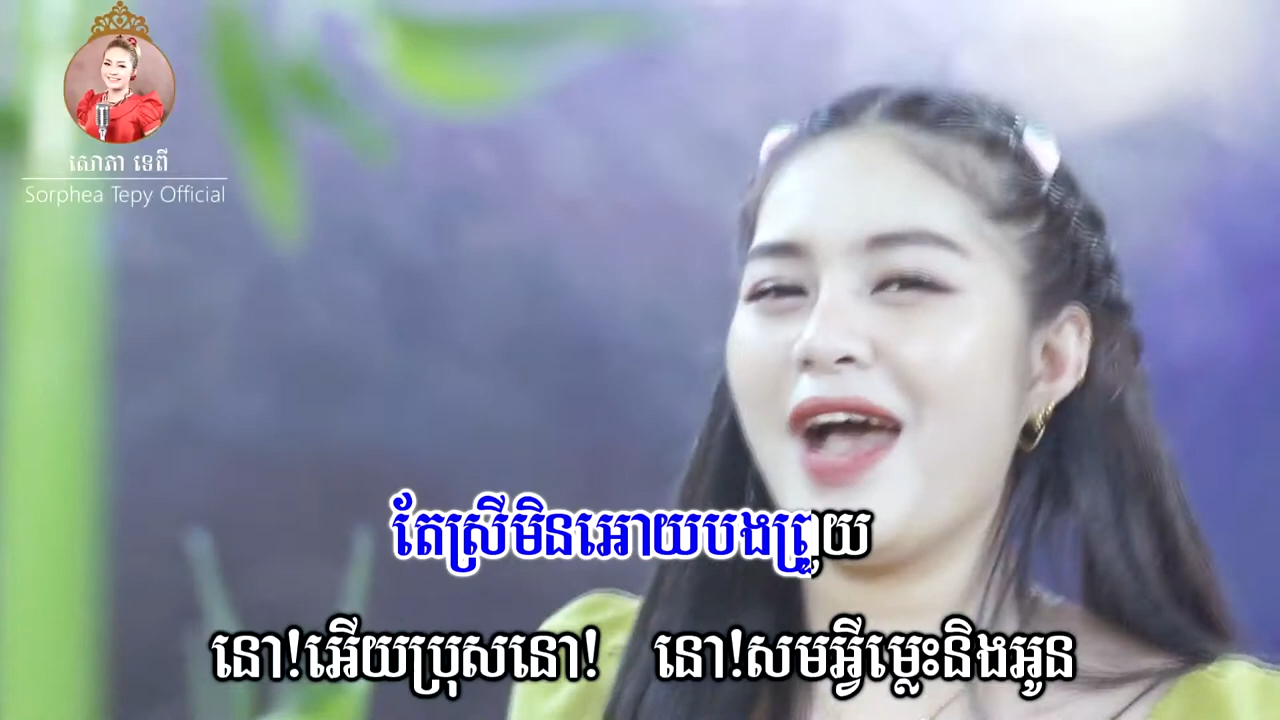 សោភា ទេពី
Sorphea Tepy Official
តែស្រីមិនអោយបងព្រួយ
នោ!អើយប្រុសនោ! នោ!សមអ្វីម្លេះនិងអូន